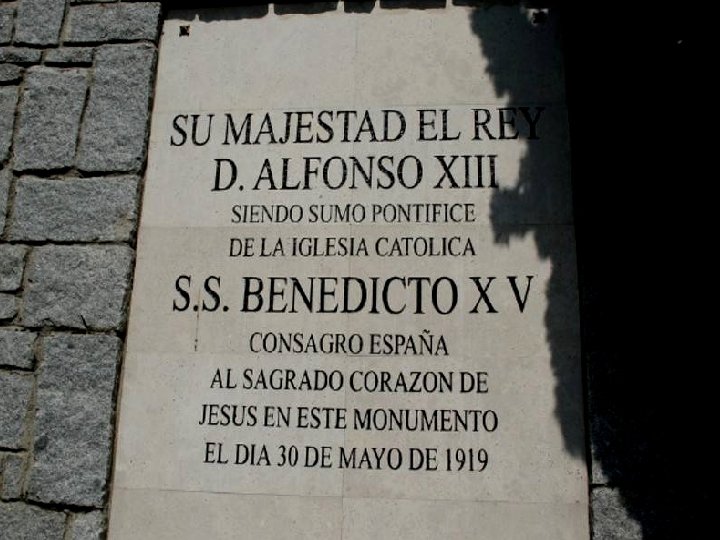 SU MAJESTAD EL REY
D. ALFONSO XIII
SIENDO SUMO PONTIFICE
DE LA IGLESIA CATOLICA
S.S. BENEDICTO X V
CONSAGRO ESPAÑA
AL SAGRADO CORAZON DE
JESUS EN ESTE MONUMENTO
EL DIA 30 DE MAYO DE 1919